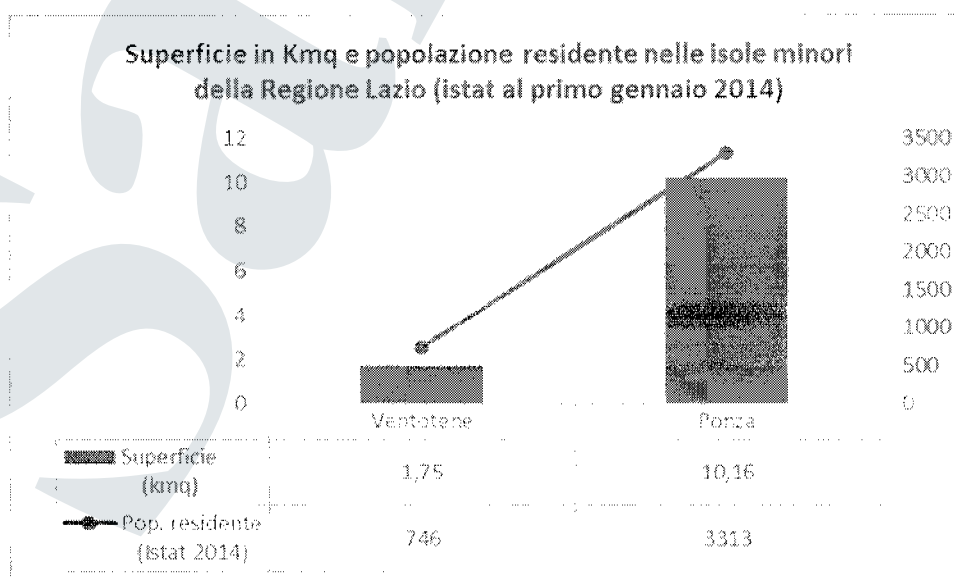 Superficie in Kmq e popolazione residente nelle isole minori
della Regione Lazio (istat al primo gennaio 2014)
12
10
8
6
4
2
0
3500
3000
2500
2000
1500
1000
500
0
Ventotene
Ponza
Superficie
(kmq)
1,75
10,16
Pop. residente
(Istat 2014)
746
3313